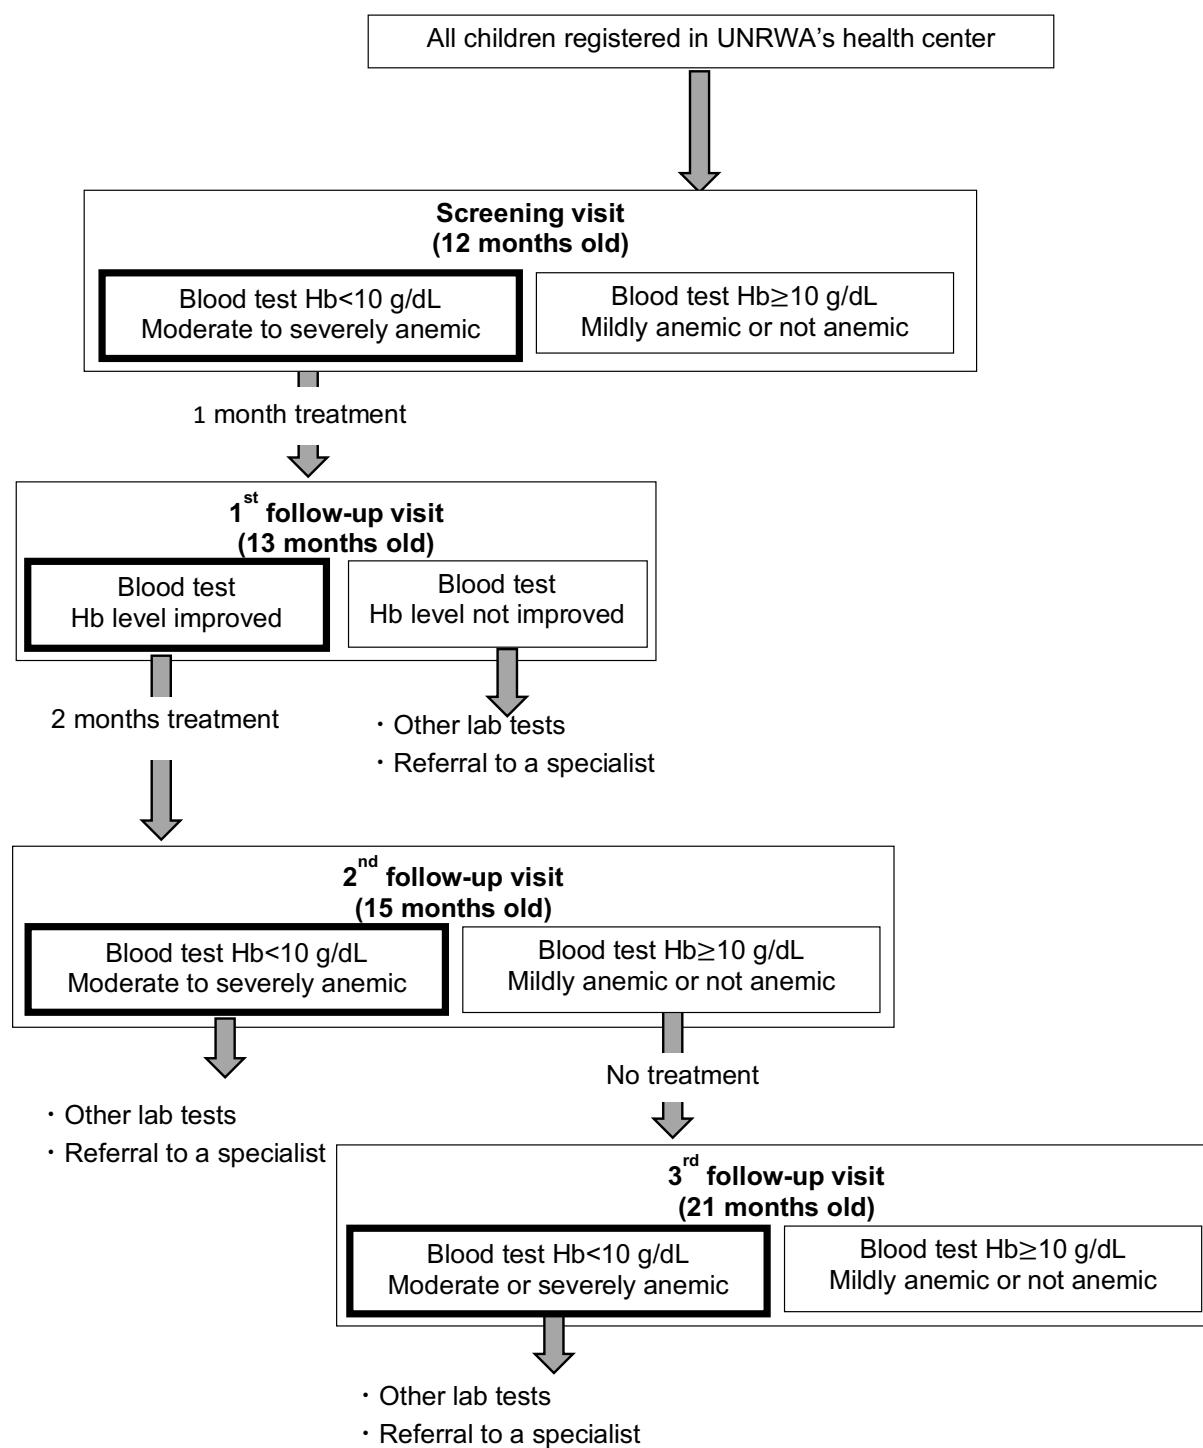 All children registered in UNRWA’s health center
Screening visit
(12 months old)
Blood test Hb<10 g/dL
Moderate to severely anemic
Blood test Hb≥10 g/dL
Mildly anemic or not anemic
1 month treatment
1st follow-up visit
(13 months old)
Blood test
Hb level improved
Blood test
Hb level not improved
2 months treatment
・Other lab tests
・Referral to a specialist
2nd follow-up visit
(15 months old)
Blood test Hb<10 g/dL
Moderate to severely anemic
Blood test Hb≥10 g/dL
Mildly anemic or not anemic
・Other lab tests
・Referral to a specialist
No treatment
3rd follow-up visit
(21 months old)
Blood test Hb<10 g/dL
Moderate or severely anemic
Blood test Hb≥10 g/dL
Mildly anemic or not anemic
・Other lab tests
・Referral to a specialist